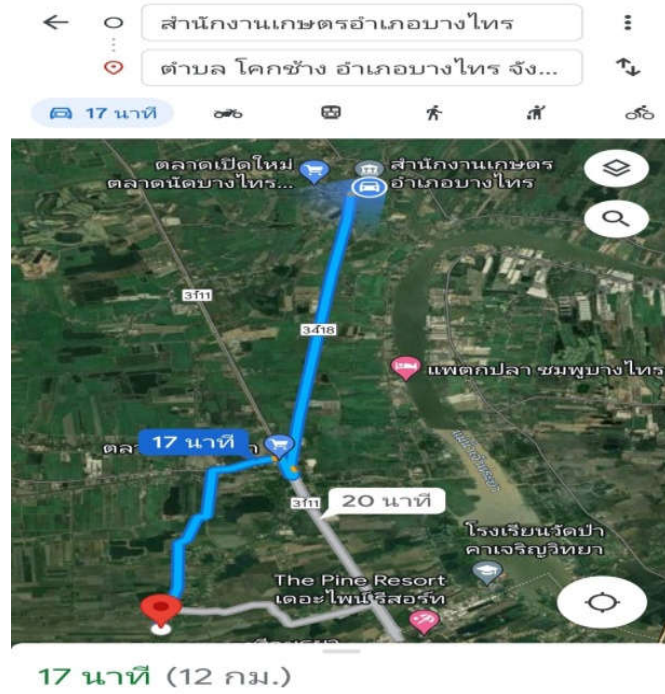 สำนักงานเกษตรอำเภอบางไทร
ตำบล โคกช้าง อำเภอบางไทร จัง...
17 นาที
ตลาดเปิดใหม่
ตลาดนัดบางไทร...
สำนักงานเกษตร
อำเภอบางไทร
3111
3418
แพตกปลา ชมพูบางไทร
17 นาที
3111
20 นาที
โรงเรียนวัดป่า
คาเจริญวิทยา
The Pine Resort
เดอะไพน์ รีสอร์ท
17 นาที (12 กม.)